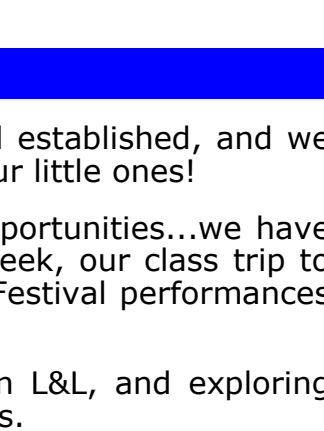 established, and we
ur little ones!
portunities...we have
eek, our class trip to
Festival performances
n L&L, and exploring
s.